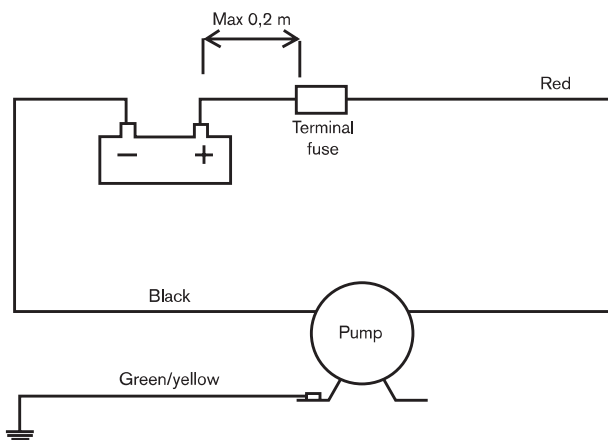 Max 0,2 m
Red
Terminal
fuse
− +
Black
Pump
Green/yellow